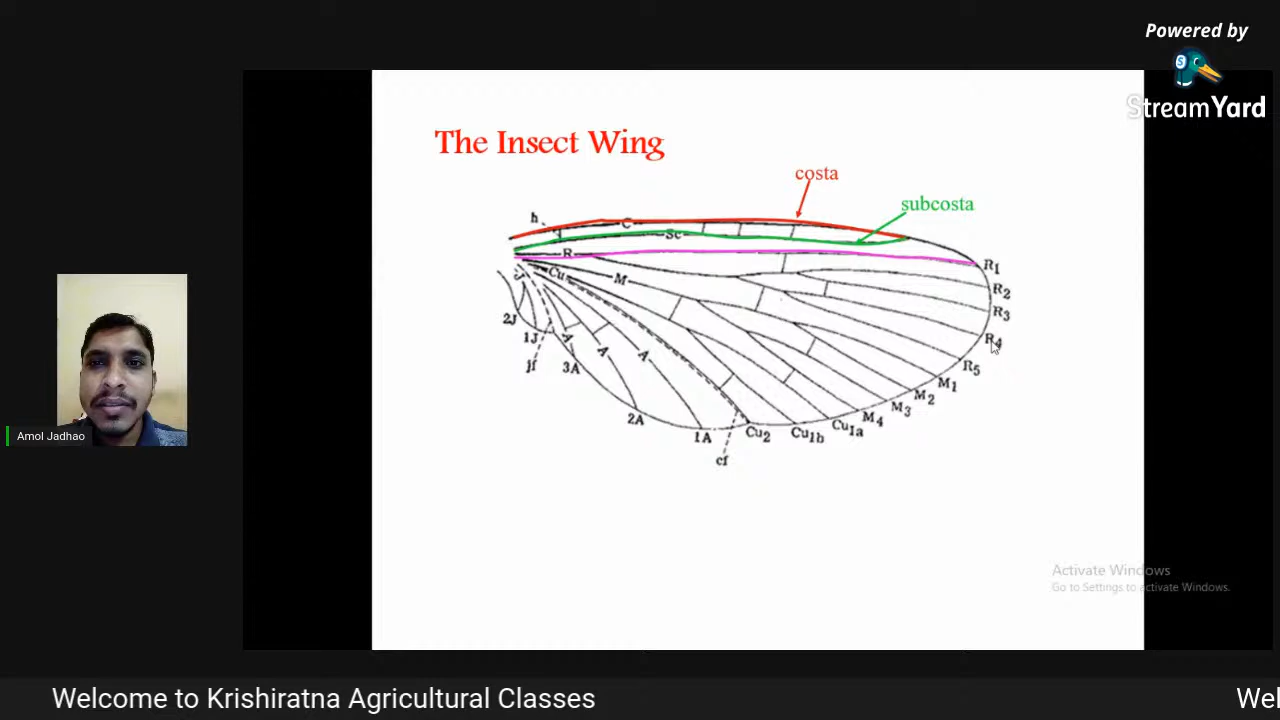 Powered by
StreamYard
The Insect Wing
costa
subcosta
h
C
Sc
R
R1
Cu
M
R2
R3
2J
1J
A
A
A
R4
jf
3A
R5
M1
M2
M3
M4
2A
1A
Cu2
Cu1b
Cu1a
cf
Amol Jadhao
Activate Windows
Go to Settings to activate Windows.
Welcome to Krishiratna Agricultural Classes
Wel